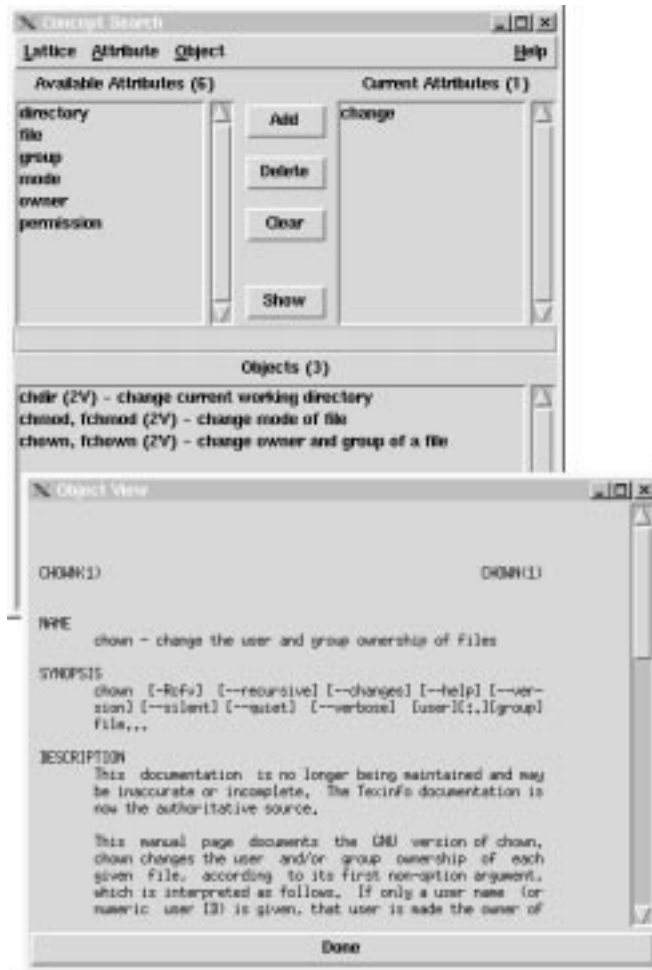 Concept Search
Lattice Attribute Object Help
Available Attributes (6) Current Attributes (1)
directory
file
group
mode
owner
permission
Add
Delete
Clear
Show
change
Objects (3)
chdir (2V) - change current working directory
chmod, fchmod (2V) - change mode of file
chown, fchown (2V) - change owner and group of a file
Object View
CHOWN(1) CHOWN(1)
NAME
chown - change the user and group ownership of files
SYNOPSIS
chown [-Rcfv] [--recursive] [--changes] [--help] [--ver-
sion] [--silent] [--quiet] [--verbose] [user][:.][group]
file...
DESCRIPTION
This documentation is no longer being maintained and may
be inaccurate or incomplete. The Texinfo documentation is
now the authoritative source.
This manual page documents the GNU version of chown.
chown changes the user and/or group ownership of each
given file, according to its first non-option argument,
which is interpreted as follows. If only a user name (or
numeric user ID) is given, that user is made the owner of
Done